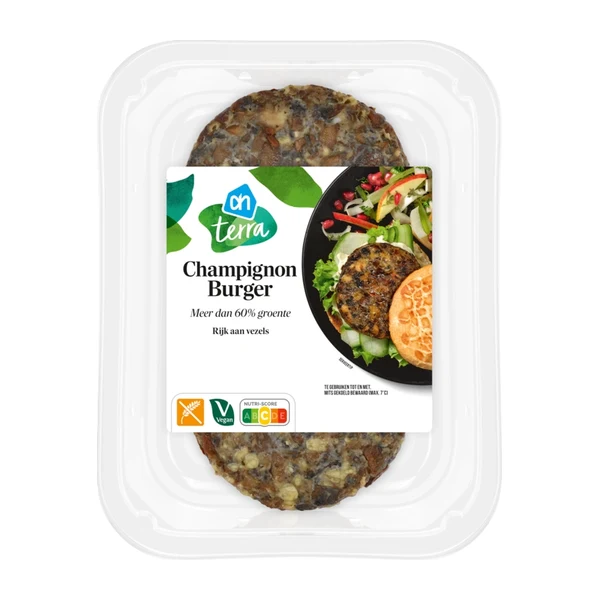 ah
terra
Champignon
Burger
Meer dan 60% groente
Rijk aan vezels
SERVEERTIP
TE GEBRUIKEN TOT EN MET,
MITS GEKOELD BEWAARD (MAX. 7°C)
Vegan
NUTRI-SCORE
A B C D E